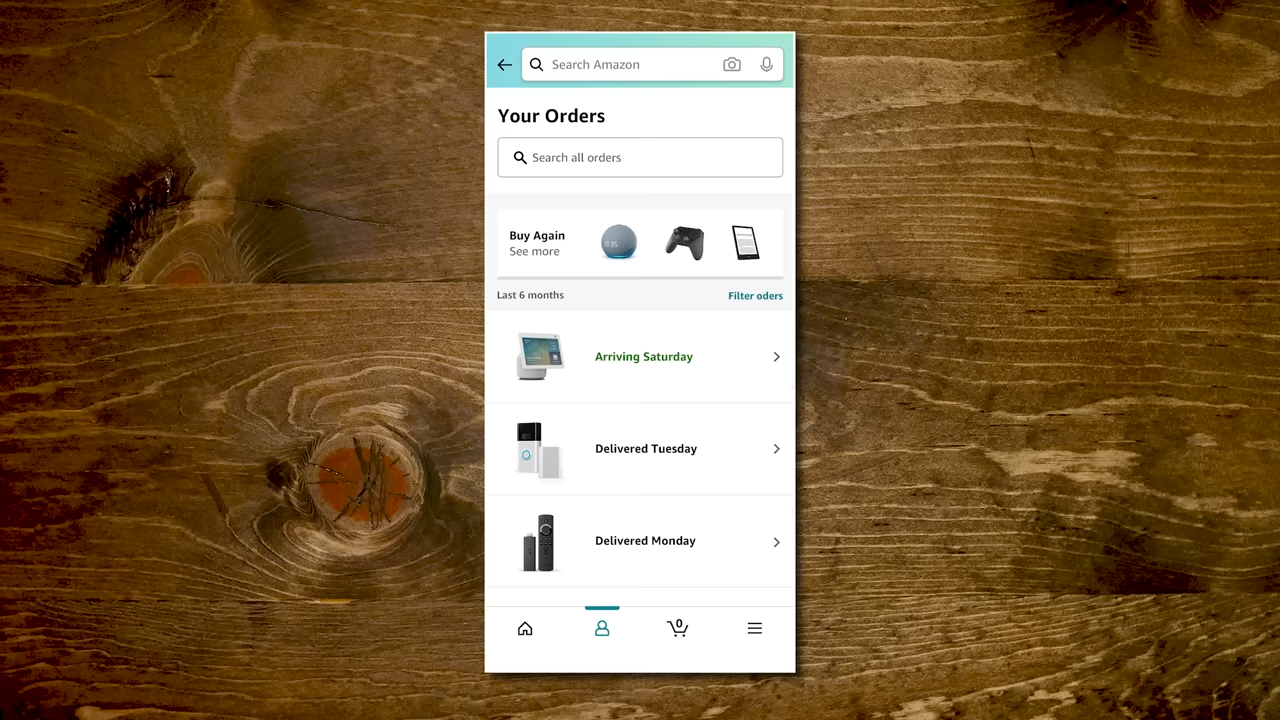 Search Amazon
Your Orders
Search all orders
Buy Again
See more
Last 6 months
Filter oders
Arriving Saturday
Delivered Tuesday
Delivered Monday
0